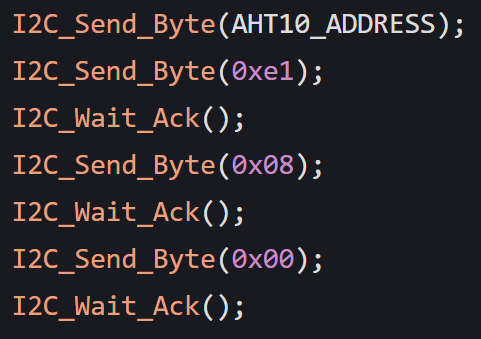 I2C_Send_Byte(AHT10_ADDRESS);
I2C_Send_Byte(0xe1);
I2C_Wait_Ack();
I2C_Send_Byte(0x08);
I2C_Wait_Ack();
I2C_Send_Byte(0x00);
I2C_Wait_Ack();